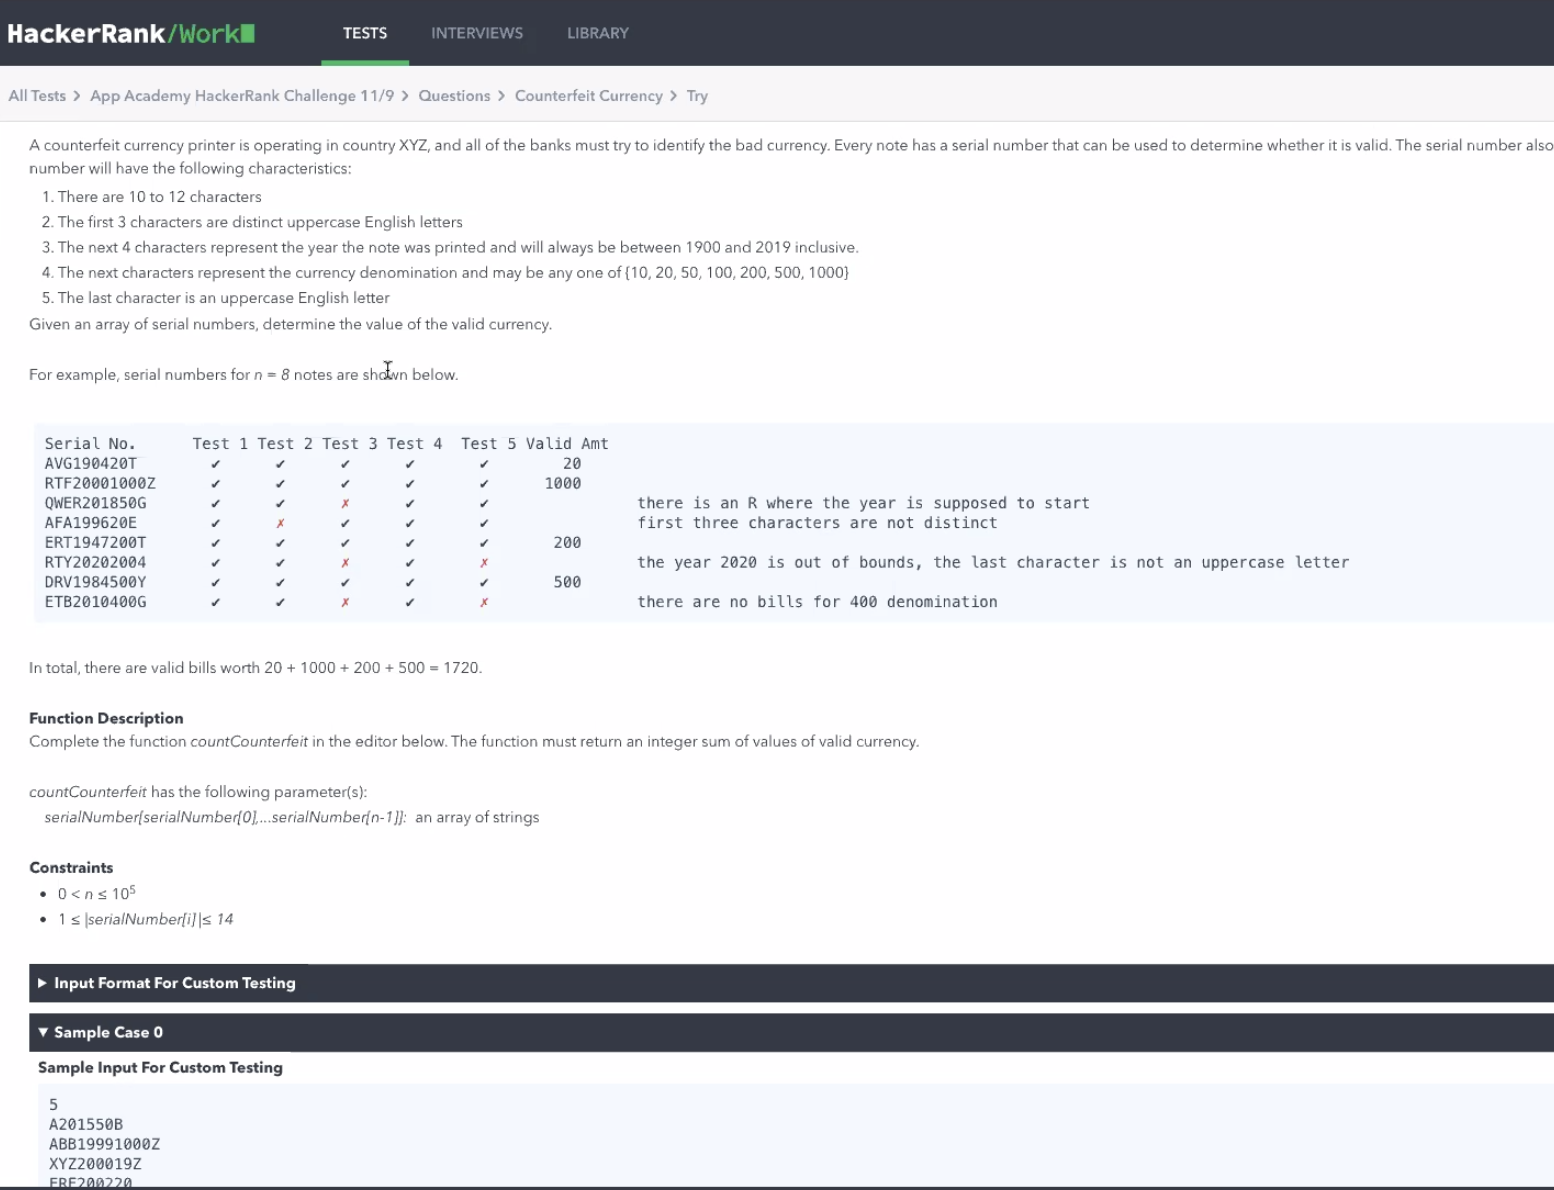 HackerRank/Work
TESTS INTERVIEWS LIBRARY
All Tests > App Academy HackerRank Challenge 11/9 > Questions > Counterfeit Currency > Try
A counterfeit currency printer is operating in country XYZ, and all of the banks must try to identify the bad currency. Every note has a serial number that can be used to determine whether it is valid. The serial number also
number will have the following characteristics:
1. There are 10 to 12 characters
2. The first 3 characters are distinct uppercase English letters
3. The next 4 characters represent the year the note was printed and will always be between 1900 and 2019 inclusive.
4. The next characters represent the currency denomination and may be any one of {10, 20, 50, 100, 200, 500, 1000}
5. The last character is an uppercase English letter
Given an array of serial numbers, determine the value of the valid currency.
For example, serial numbers for n = 8 notes are shown below.
Serial No. Test 1 Test 2 Test 3 Test 4 Test 5 Valid Amt
AVG190420T ✔ ✔ ✔ ✔ ✔ 20
RTF20001000Z ✔ ✔ ✔ ✔ ✔ 1000
QWER201850G ✔ ✔ ✗ ✔ ✔ there is an R where the year is supposed to start
AFA199620E ✔ ✗ ✔ ✔ ✔ first three characters are not distinct
ERT1947200T ✔ ✔ ✔ ✔ ✔ 200
RTY20202004 ✔ ✔ ✗ ✔ ✗ the year 2020 is out of bounds, the last character is not an uppercase letter
DRV1984500Y ✔ ✔ ✔ ✔ ✔ 500
ETB2010400G ✔ ✔ ✗ ✔ ✗ there are no bills for 400 denomination
In total, there are valid bills worth 20 + 1000 + 200 + 500 = 1720.
Function Description
Complete the function countCounterfeit in the editor below. The function must return an integer sum of values of valid currency.
countCounterfeit has the following parameter(s):
serialNumber[serialNumber[0],...serialNumber[n-1]]: an array of strings
Constraints
• 0 < n ≤ 10⁵
• 1 ≤ |serialNumber[i]|≤ 14
▶ Input Format For Custom Testing
▼ Sample Case 0
Sample Input For Custom Testing
5
A201550B
ABB19991000Z
XYZ200019Z
ERF200220